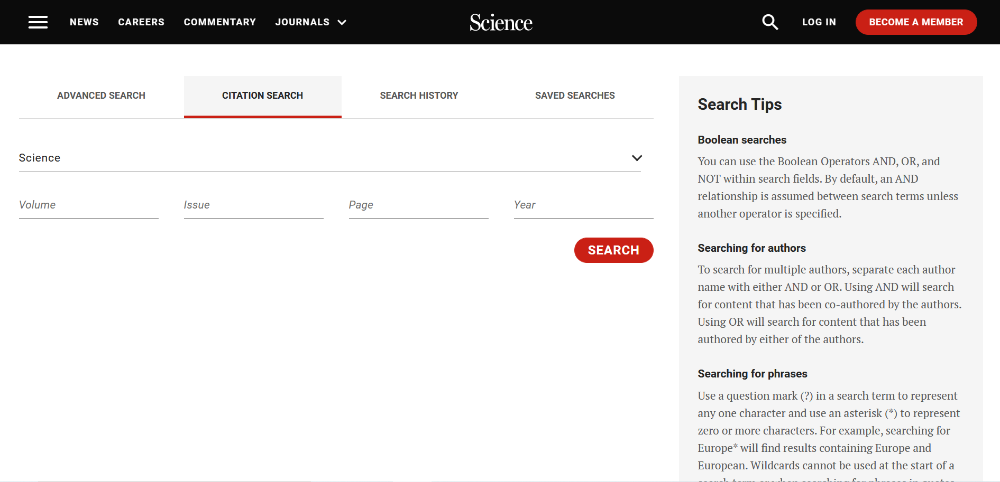 NEWS CAREERS COMMENTARY JOURNALS Science LOG IN BECOME A MEMBER
ADVANCED SEARCH CITATION SEARCH SEARCH HISTORY SAVED SEARCHES
Science
Volume Issue Page Year
SEARCH
Search Tips
Boolean searches
You can use the Boolean Operators AND, OR, and
NOT within search fields. By default, an AND
relationship is assumed between search terms unless
another operator is specified.
Searching for authors
To search for multiple authors, separate each author
name with either AND or OR. Using AND will search
for content that has been co-authored by the authors.
Using OR will search for content that has been
authored by either of the authors.
Searching for phrases
Use a question mark (?) in a search term to represent
any one character and use an asterisk (*) to represent
zero or more characters. For example, searching for
Europe* will find results containing Europe and
European. Wildcards cannot be used at the start of a